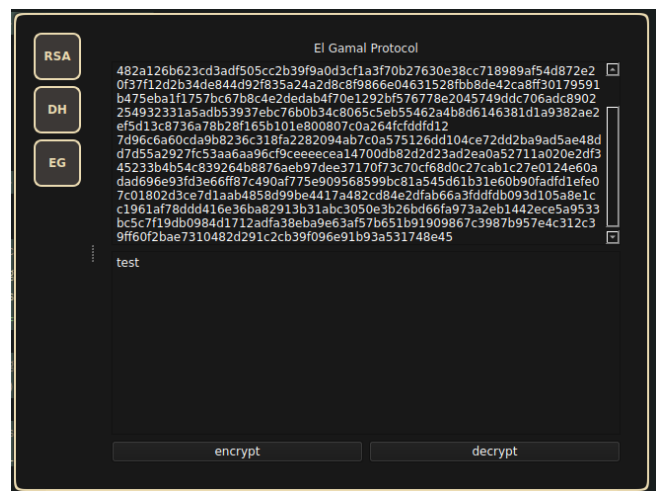 RSA
DH
EG
El Gamal Protocol
482a126b623cd3adf505cc2b39f9a0d3cf1a3f70b27630e38cc718989af54d872e2
0f37f12d2b34de844d92f835a24a2d8c8f9866e04631528fbb8de42ca8ff30179591
b475eba1f1757bc67b8c4e2dedab4f70e1292bf576778e2045749ddc706adc8902
254932331a5adb53937ebc76b0b34c8065c5eb55462a4b8d6146381d1a9382ae2
ef5d13c8736a78b28f165b101e800807c0a264fcfddfd12
7d96c6a60cda9b8236c318fa2282094ab7c0a575126dd104ce72dd2ba9ad5ae48d
d7d55a2927fc53aa6aa96cf9ceeeecea14700db82d2d23ad2ea0a52711a020e2df3
45233b4b54c839264b8876aeb97dee37170f73c70cf68d0c27cab1c27e0124e60a
dad696e93fd3e66ff87c490af775e909568599bc81a545d61b31e60b90fadfd1efe0
7c01802d3ce7d1aab4858d99be4417a482cd84e2dfab66a3fddfdb093d105a8e1c
c1961af78ddd416e36ba82913b31abc3050e3b26bd66fa973a2eb1442ece5a9533
bc5c7f19db0984d1712adfa38eba9e63af57b651b91909867c3987b957e4c312c3
9ff60f2bae7310482d291c2cb39f096e91b93a531748e45
test
encrypt
decrypt